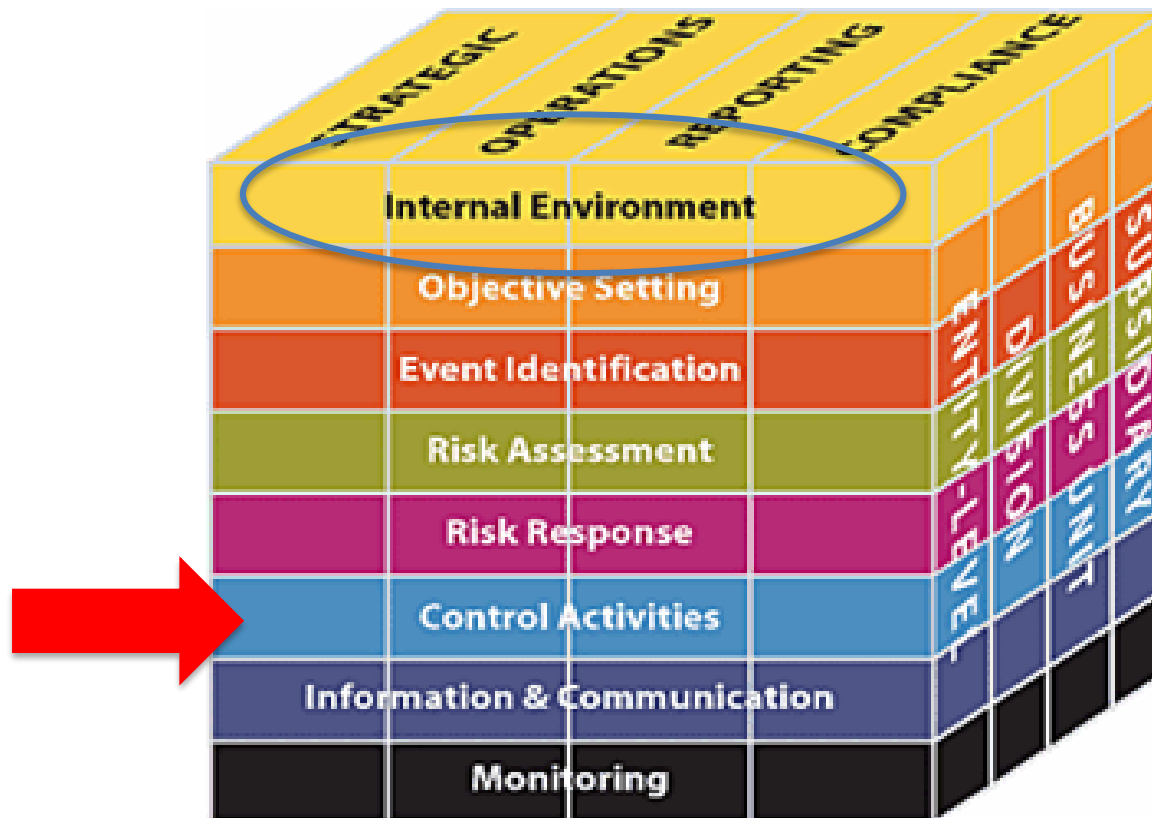 STRATEGIC
OPERATIONS
REPORTING
COMPLIANCE
Internal Environment
Objective Setting
Event Identification
Risk Assessment
Risk Response
Control Activities
Information & Communication
Monitoring
ENTITY-LEVEL
DIVISION
BUSINESS UNIT
SUBSIDIARY